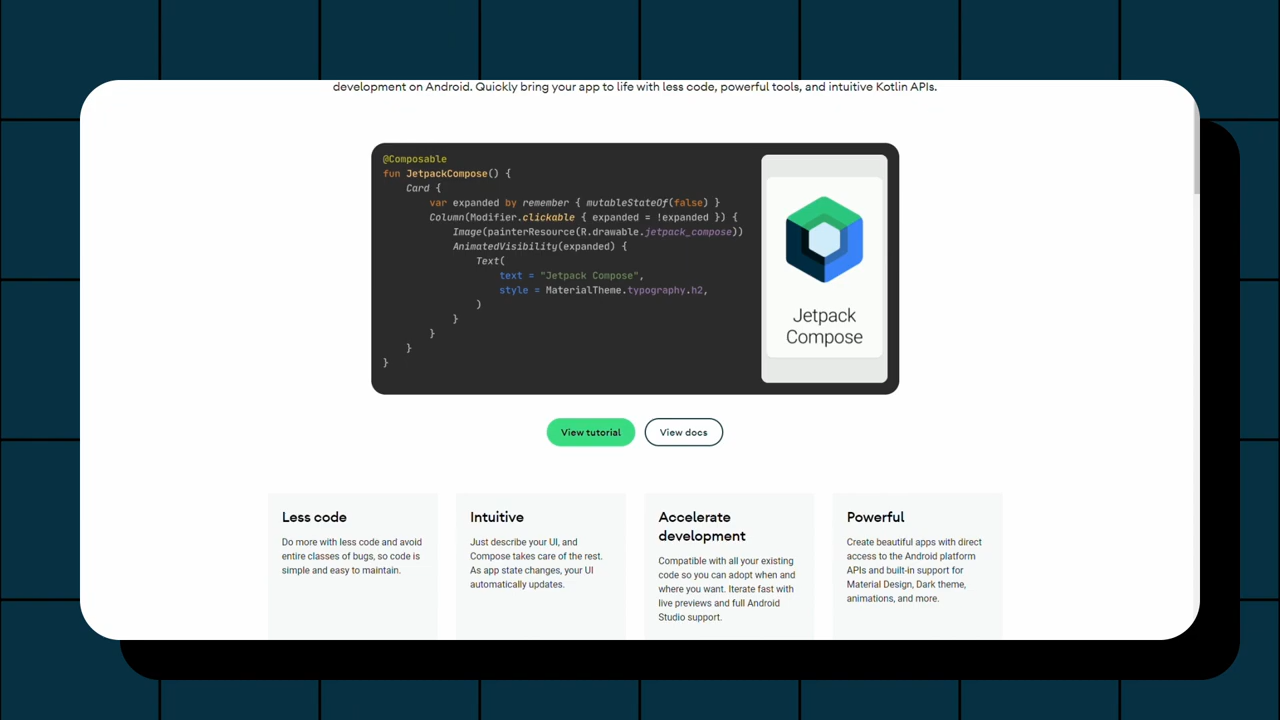 development on Android. Quickly bring your app to life with less code, powerful tools, and intuitive Kotlin APIs.
@Composable
fun JetpackCompose() {
    Card {
        var expanded by remember { mutableStateOf(false) }
        Column(Modifier.clickable { expanded = !expanded }) {
            Image(painterResource(R.drawable.jetpack_compose))
            AnimatedVisibility(expanded) {
                Text(
                    text = "Jetpack Compose",
                    style = MaterialTheme.typography.h2,
                )
            }
        }
    }
}
Jetpack
Compose
View tutorial
View docs
Less code
Do more with less code and avoid
entire classes of bugs, so code is
simple and easy to maintain.
Intuitive
Just describe your UI, and
Compose takes care of the rest.
As app state changes, your UI
automatically updates.
Accelerate
development
Compatible with all your existing
code so you can adopt when and
where you want. Iterate fast with
live previews and full Android
Studio support.
Powerful
Create beautiful apps with direct
access to the Android platform
APIs and built-in support for
Material Design, Dark theme,
animations, and more.